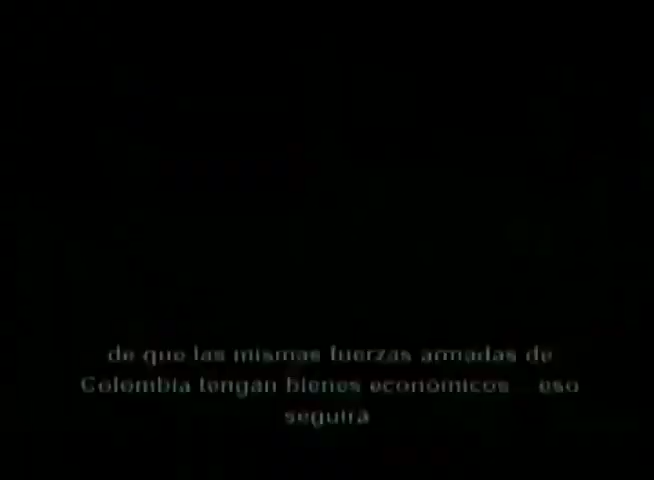 de que las mismas fuerzas armadas de
Colombia tengan bienes económicos... eso
seguirá